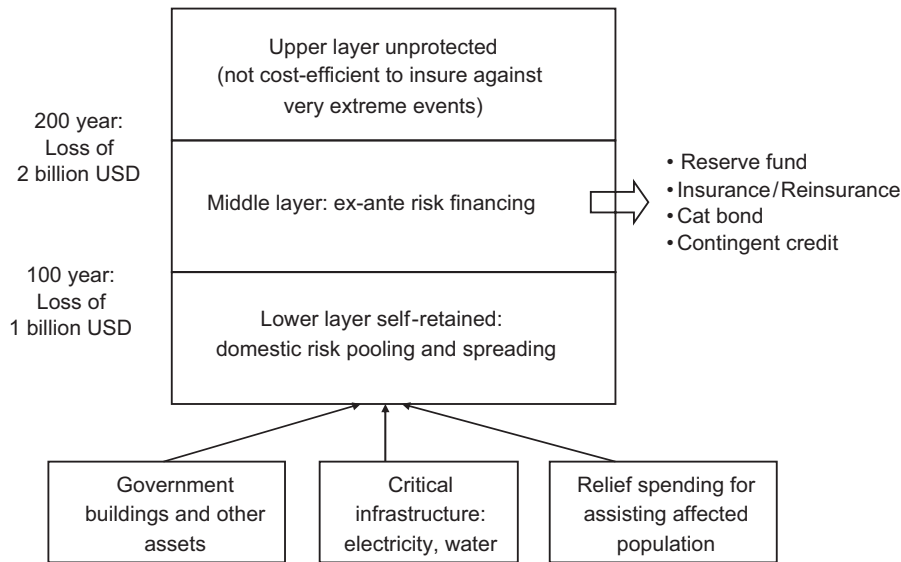 Upper layer unprotected
(not cost-efficient to insure against
very extreme events)
200 year:
Loss of
2 billion USD
Middle layer: ex-ante risk financing
• Reserve fund
• Insurance/Reinsurance
• Cat bond
• Contingent credit
100 year:
Loss of
1 billion USD
Lower layer self-retained:
domestic risk pooling and spreading
Government
buildings and other
assets
Critical
infrastructure:
electricity, water
Relief spending for
assisting affected
population